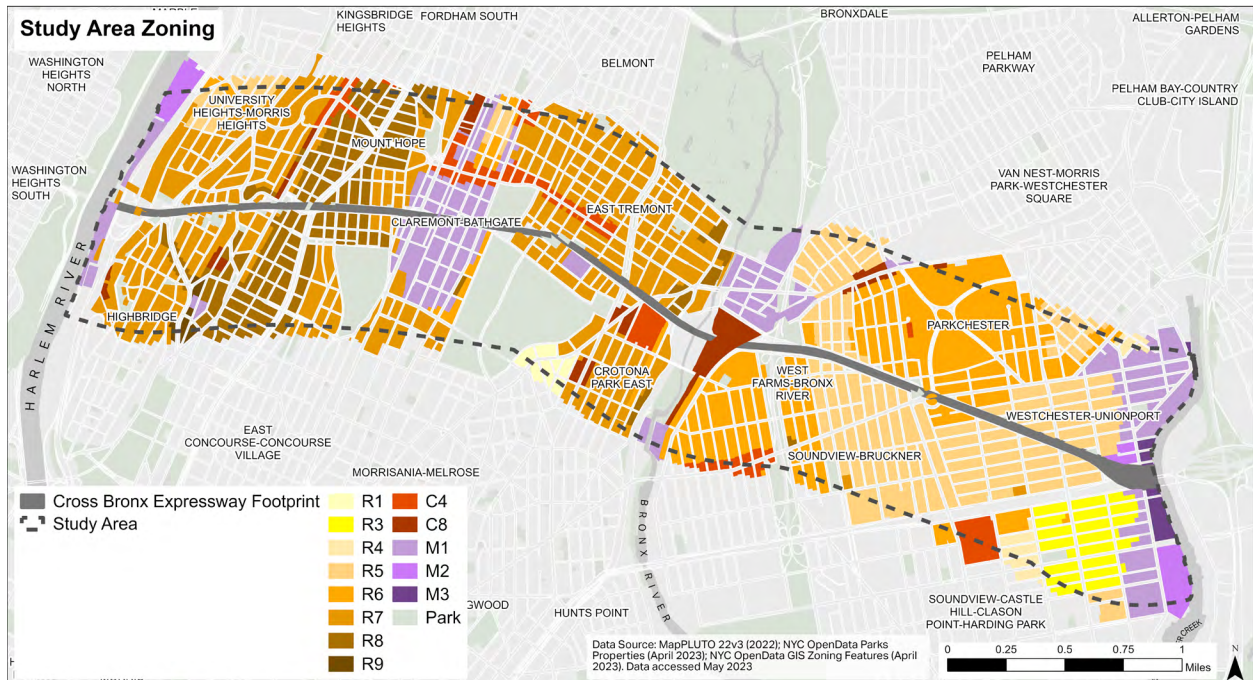 Study Area Zoning
KINGSBRIDGE
HEIGHTS
FORDHAM SOUTH
BRONXDALE
ALLERTON-PELHAM
GARDENS
WASHINGTON
HEIGHTS
NORTH
BELMONT
PELHAM
PARKWAY
PELHAM BAY-COUNTRY
CLUB-CITY ISLAND
UNIVERSITY
HEIGHTS-MORRIS
HEIGHTS
MOUNT HOPE
WASHINGTON
HEIGHTS
SOUTH
VAN NEST-MORRIS
PARK-WESTCHESTER
SQUARE
CLAREMONT-BATHGATE
EAST TREMONT
HARLEM RIVER
HIGHBRIDGE
PARKCHESTER
CROTONA
PARK EAST
WEST
FARMS-BRONX
RIVER
WESTCHESTER-UNIONPORT
EAST
CONCOURSE-CONCOURSE
VILLAGE
SOUNDVIEW-BRUCKNER
MORRISANIA-MELROSE
BRONX RIVER
Cross Bronx Expressway Footprint
Study Area
R1
R3
R4
R5
R6
R7
R8
R9
C4
C8
M1
M2
M3
Park
HUNTS POINT
SOUNDVIEW-CASTLE
HILL-CLASON
POINT-HARDING PARK
CREEK
Data Source: MapPLUTO 22v3 (2022); NYC OpenData Parks
Properties (April 2023); NYC OpenData GIS Zoning Features (April
2023). Data accessed May 2023
0 0.25 0.5 0.75 1
Miles
N